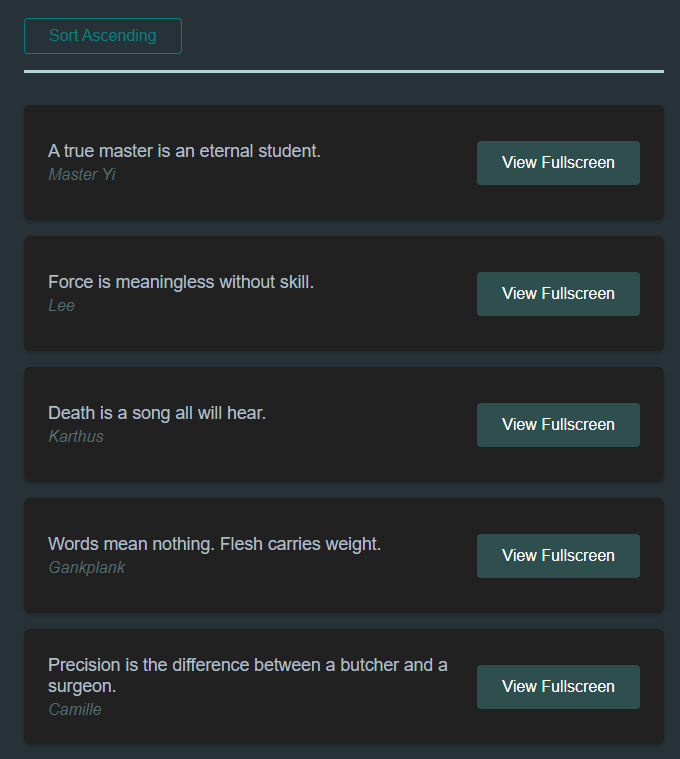 Sort Ascending
A true master is an eternal student.
Master Yi
View Fullscreen
Force is meaningless without skill.
Lee
View Fullscreen
Death is a song all will hear.
Karthus
View Fullscreen
Words mean nothing. Flesh carries weight.
Gankplank
View Fullscreen
Precision is the difference between a butcher and a
surgeon.
Camille
View Fullscreen